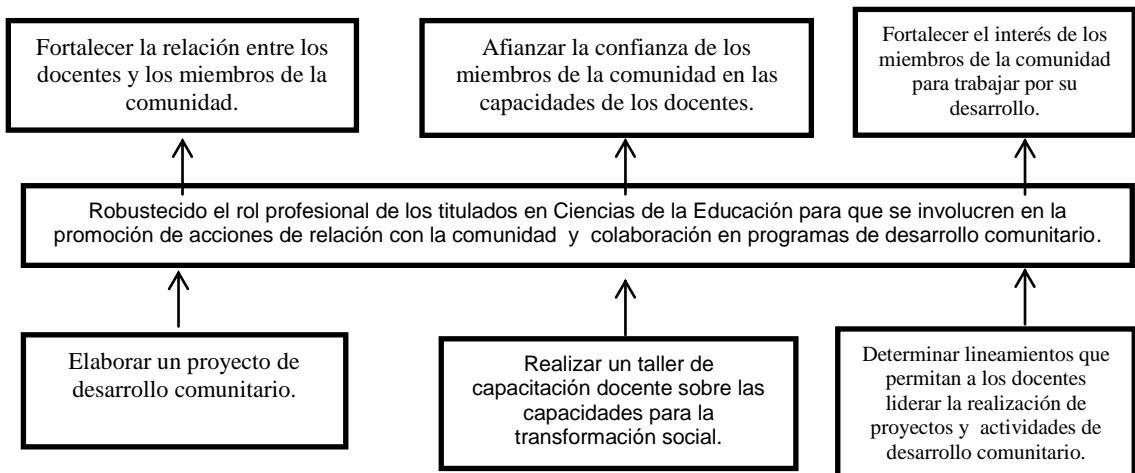 Fortalecer la relación entre los
docentes y los miembros de la
comunidad.
Afianzar la confianza de los
miembros de la comunidad en las
capacidades de los docentes.
Fortalecer el interés de los
miembros de la comunidad
para trabajar por su
desarrollo.
Robustecido el rol profesional de los titulados en Ciencias de la Educación para que se involucren en la
promoción de acciones de relación con la comunidad y colaboración en programas de desarrollo comunitario.
Elaborar un proyecto de
desarrollo comunitario.
Realizar un taller de
capacitación docente sobre las
capacidades para la
transformación social.
Determinar lineamientos que
permitan a los docentes
liderar la realización de
proyectos y actividades de
desarrollo comunitario.